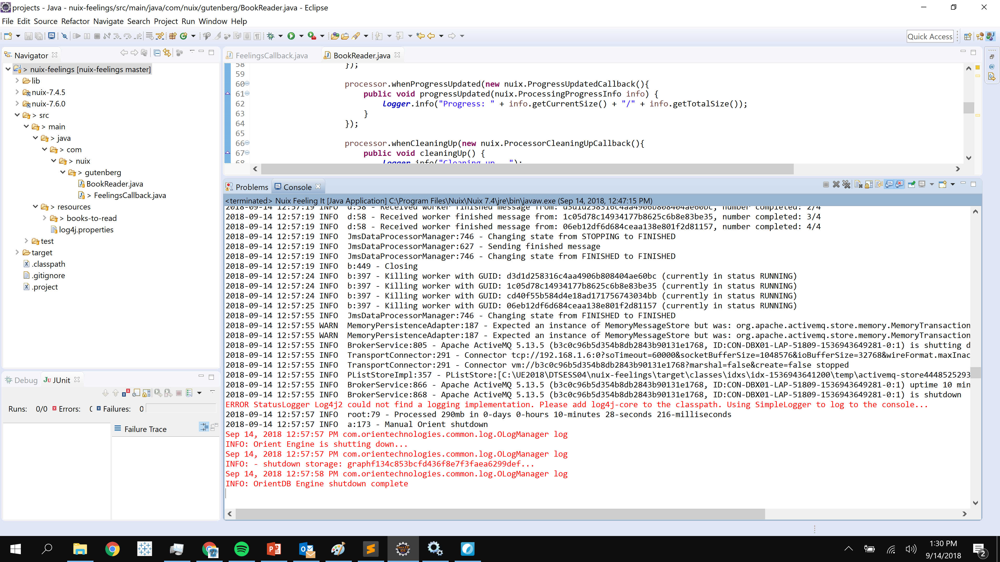 projects - Java - nuix-feelings/src/main/java/com/nuix/gutenberg/BookReader.java - Eclipse
File Edit Source Refactor Navigate Search Project Run Window Help
Quick Access
Navigator
> nuix-feelings [nuix-feelings master]
lib
nuix-7.4.5
nuix-7.6.0
> src
> main
> java
> com
> nuix
> gutenberg
BookReader.java
> FeelingsCallback.java
> resources
> books-to-read
log4j.properties
test
target
.classpath
.gitignore
.project
FeelingsCallback.java
BookReader.java
58 });
59
60 processor.whenProgressUpdated(new nuix.ProgressUpdatedCallback(){
61 public void progressUpdated(nuix.ProcessingProgressInfo info) {
62 logger.info("Progress: " + info.getCurrentSize() + "/" + info.getTotalSize());
63 }
64 });
65
66 processor.whenCleaningUp(new nuix.ProcessorCleaningUpCallback(){
67 public void cleaningUp() {
68 logger.info("Cleaning up...");
Problems
Console
<terminated> Nuix Feeling It [Java Application] C:\Program Files\Nuix\Nuix 7.4\jre\bin\javaw.exe (Sep 14, 2018, 12:47:15 PM)
2018-09-14 12:57:19 INFO d:58 - Received worker finished message from: d3d1d258316c4aa4906b808404ae60bc, number completed: 2/4
2018-09-14 12:57:19 INFO d:58 - Received worker finished message from: 1c05d78c14934177b8625c6b8e83be35, number completed: 3/4
2018-09-14 12:57:19 INFO d:58 - Received worker finished message from: 06eb12df6d684ceaa138e801f2d81157, number completed: 4/4
2018-09-14 12:57:19 INFO JmsDataProcessorManager:746 - Changing state from STOPPING to FINISHED
2018-09-14 12:57:19 INFO JmsDataProcessorManager:627 - Sending finished message
2018-09-14 12:57:19 INFO JmsDataProcessorManager:746 - Changing state from FINISHED to FINISHED
2018-09-14 12:57:19 INFO b:449 - Closing
2018-09-14 12:57:24 INFO b:397 - Killing worker with GUID: d3d1d258316c4aa4906b808404ae60bc (currently in status RUNNING)
2018-09-14 12:57:24 INFO b:397 - Killing worker with GUID: 1c05d78c14934177b8625c6b8e83be35 (currently in status RUNNING)
2018-09-14 12:57:24 INFO b:397 - Killing worker with GUID: cd40f55b584d4e18ad171756743034bb (currently in status RUNNING)
2018-09-14 12:57:25 INFO b:397 - Killing worker with GUID: 06eb12df6d684ceaa138e801f2d81157 (currently in status RUNNING)
2018-09-14 12:57:55 INFO JmsDataProcessorManager:746 - Changing state from FINISHED to FINISHED
2018-09-14 12:57:55 WARN MemoryPersistenceAdapter:187 - Expected an instance of MemoryMessageStore but was: org.apache.activemq.store.memory.MemoryTransaction
2018-09-14 12:57:55 WARN MemoryPersistenceAdapter:187 - Expected an instance of MemoryMessageStore but was: org.apache.activemq.store.memory.MemoryTransaction
2018-09-14 12:57:55 INFO BrokerService:805 - Apache ActiveMQ 5.13.5 (b3c0c96b5d354b8db2843b90131e1768, ID:CON-DBX01-LAP-51809-1536943649281-0:1) is shutting d
2018-09-14 12:57:55 INFO TransportConnector:291 - Connector tcp://192.168.1.6:0?soTimeout=60000&socketBufferSize=1048576&ioBufferSize=32768&wireFormat.maxInac
2018-09-14 12:57:55 INFO TransportConnector:291 - Connector vm://b3c0c96b5d354b8db2843b90131e1768?marshal=false&create=false stopped
2018-09-14 12:57:55 INFO PListStoreImpl:357 - PListStore:[C:\UE2018\DTSESS04\nuix-feelings\target\classes\idxs\idx-1536943641200\temp\activemq-store4448525293
2018-09-14 12:57:55 INFO BrokerService:866 - Apache ActiveMQ 5.13.5 (b3c0c96b5d354b8db2843b90131e1768, ID:CON-DBX01-LAP-51809-1536943649281-0:1) uptime 10 min
2018-09-14 12:57:55 INFO BrokerService:868 - Apache ActiveMQ 5.13.5 (b3c0c96b5d354b8db2843b90131e1768, ID:CON-DBX01-LAP-51809-1536943649281-0:1) is shutdown
ERROR StatusLogger Log4j2 could not find a logging implementation. Please add log4j-core to the classpath. Using SimpleLogger to log to the console...
2018-09-14 12:57:57 INFO root:79 - Processed 290mb in 0-days 0-hours 10-minutes 28-seconds 216-milliseconds
2018-09-14 12:57:57 INFO a:173 - Manual Orient shutdown
Sep 14, 2018 12:57:57 PM com.orientechnologies.common.log.OLogManager log
INFO: Orient Engine is shutting down...
Sep 14, 2018 12:57:57 PM com.orientechnologies.common.log.OLogManager log
INFO: - shutdown storage: graphf134c853bcfd436f8e7f3faea6299def...
Sep 14, 2018 12:57:58 PM com.orientechnologies.common.log.OLogManager log
INFO: OrientDB Engine shutdown complete
Debug
JUnit
Runs: 0/0 Errors: 0 Failures: 0
Failure Trace
1:30 PM
9/14/2018
2